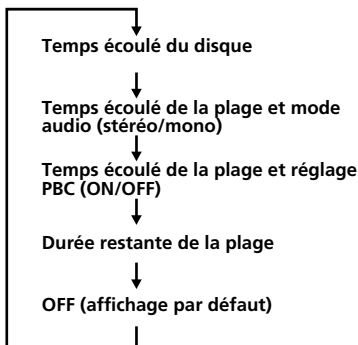 Temps écoulé du disque
Temps écoulé de la plage et mode
audio (stéréo/mono)
Temps écoulé de la plage et réglage
PBC (ON/OFF)
Durée restante de la plage
OFF (affichage par défaut)